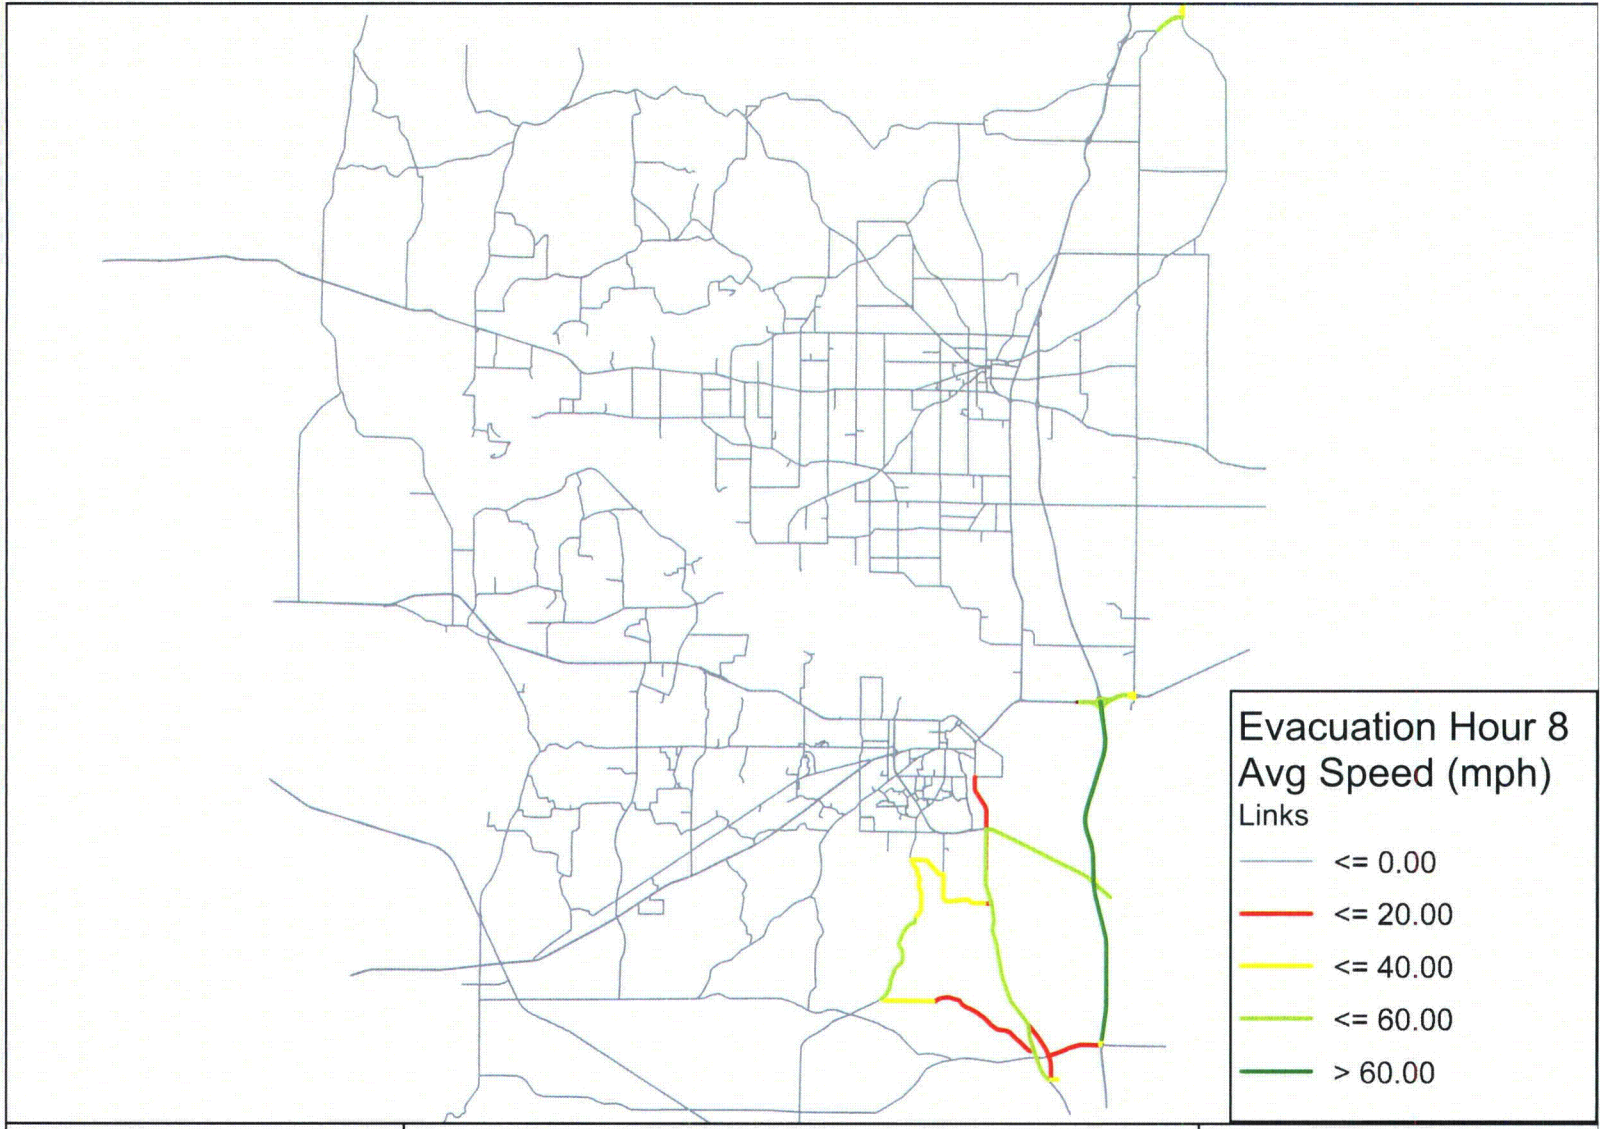 Evacuation Hour 8
Avg Speed (mph)
Links
<= 0.00
<= 20.00
<= 40.00
<= 60.00
> 60.00